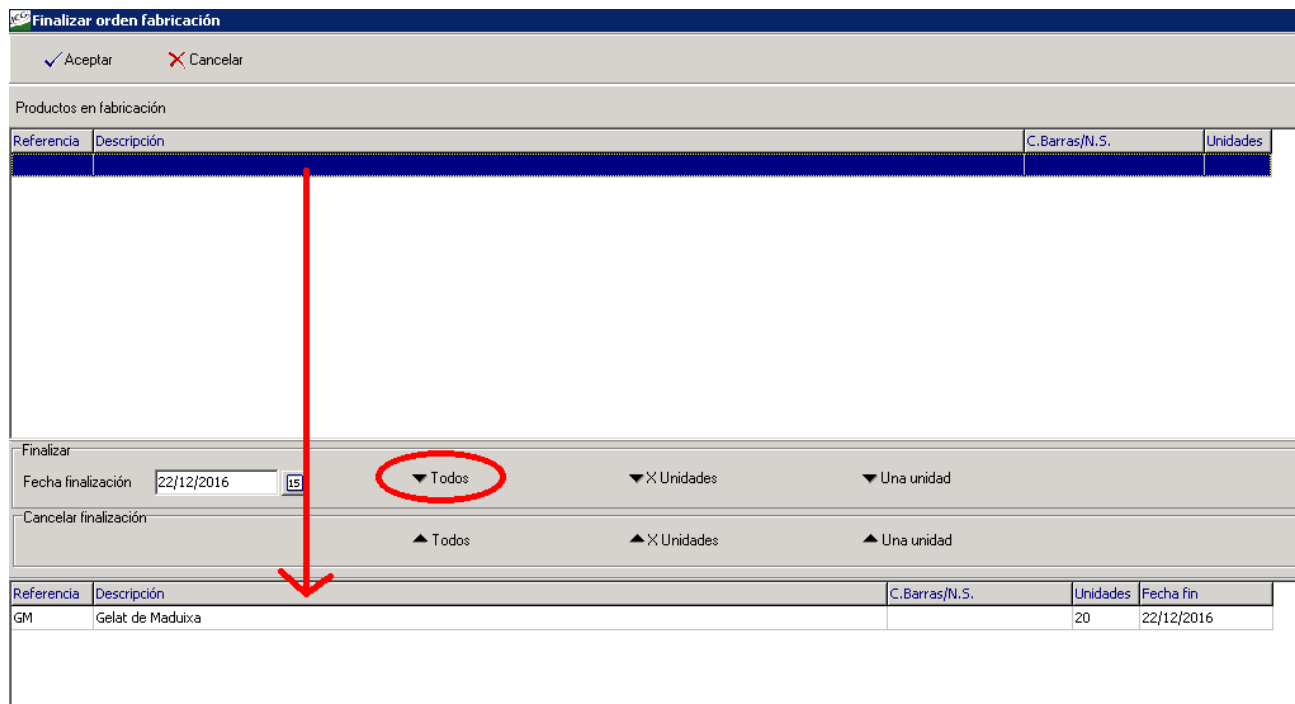 Finalizar orden fabricación
Aceptar Cancelar
Productos en fabricación
Referencia Descripción C.Barras/N.S. Unidades
Finalizar
Fecha finalización 22/12/2016 15 Todos X Unidades Una unidad
Cancelar finalización
Todos X Unidades Una unidad
Referencia Descripción C.Barras/N.S. Unidades Fecha fin
GM Gelat de Maduixa 20 22/12/2016